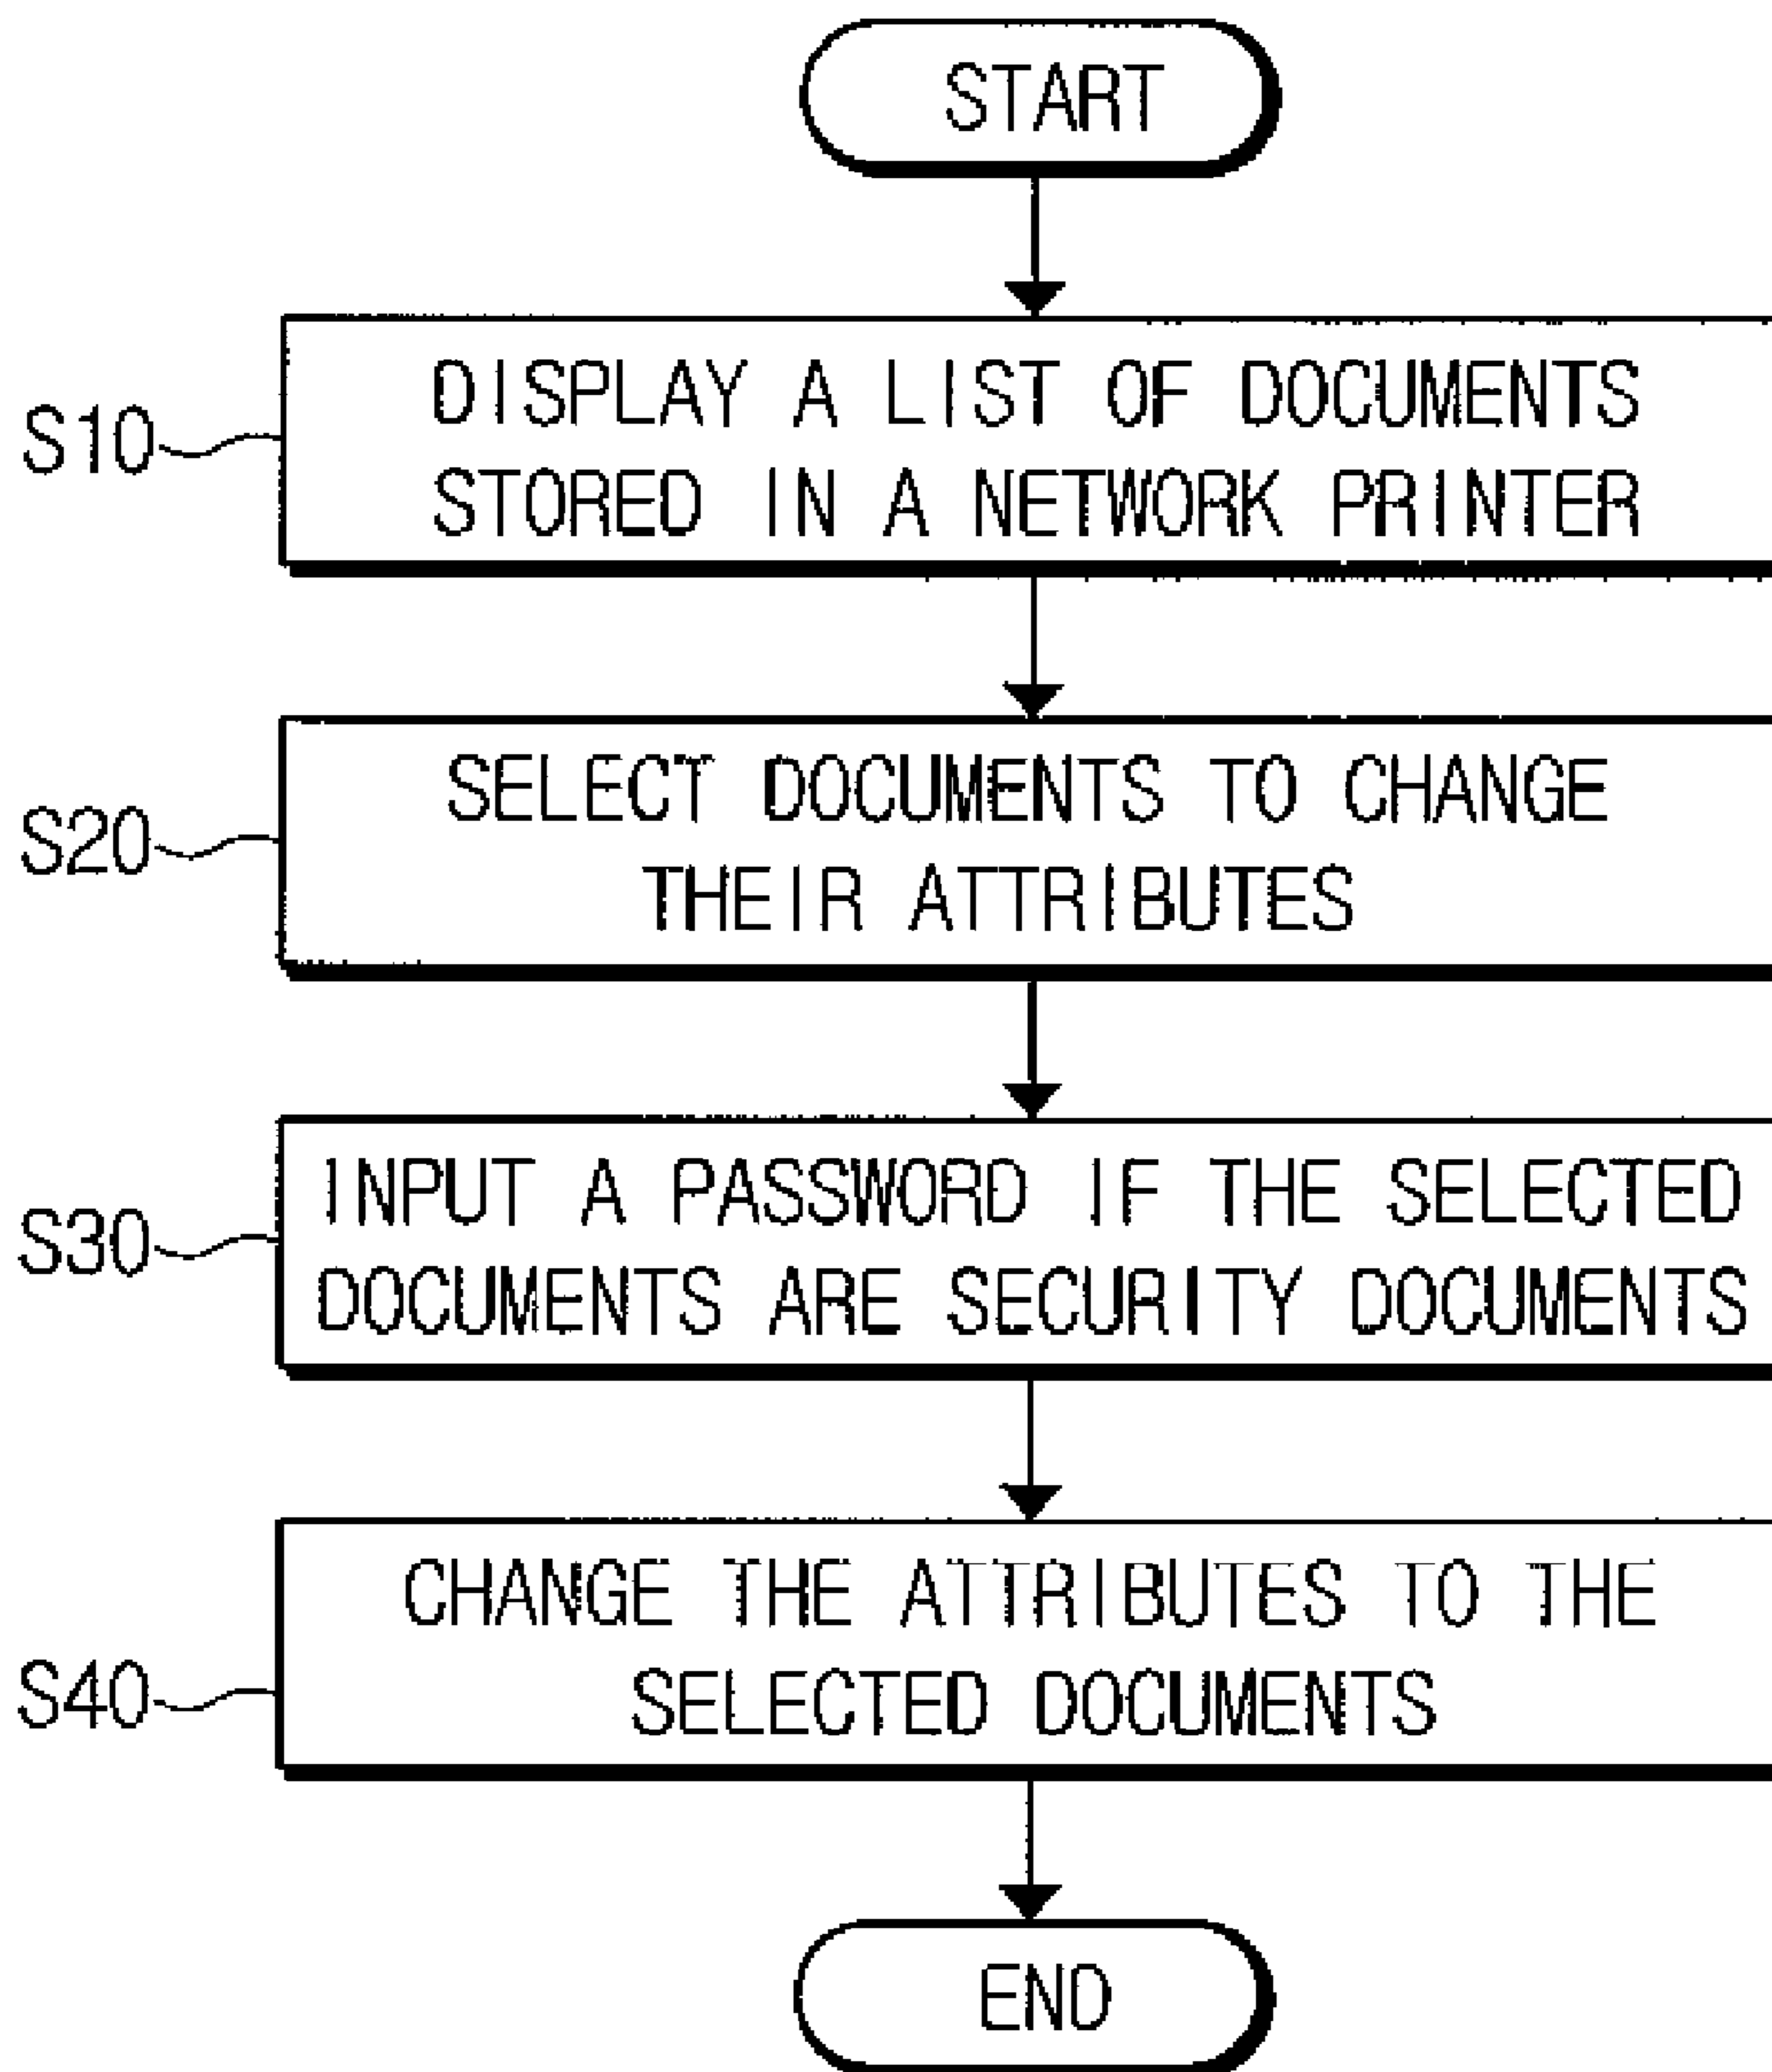 START
S10
DISPLAY A LIST OF DOCUMENTS
STORED IN A NETWORK PRINTER
S20
SELECT DOCUMENTS TO CHANGE
THEIR ATTRIBUTES
S30
INPUT A PASSWORD IF THE SELECTED
DOCUMENTS ARE SECURITY DOCUMENTS
S40
CHANGE THE ATTRIBUTES TO THE
SELECTED DOCUMENTS
END